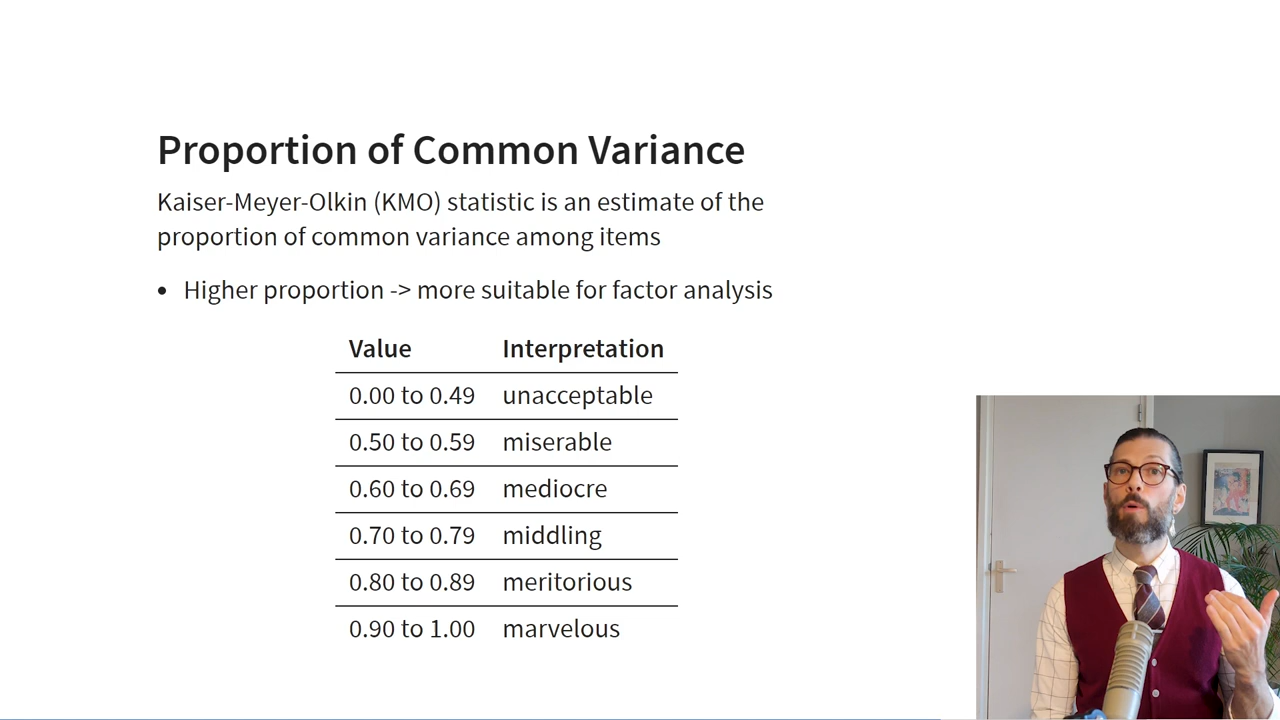 Proportion of Common Variance
Kaiser-Meyer-Olkin (KMO) statistic is an estimate of the
proportion of common variance among items
• Higher proportion -> more suitable for factor analysis
Value Interpretation
0.00 to 0.49 unacceptable
0.50 to 0.59 miserable
0.60 to 0.69 mediocre
0.70 to 0.79 middling
0.80 to 0.89 meritorious
0.90 to 1.00 marvelous